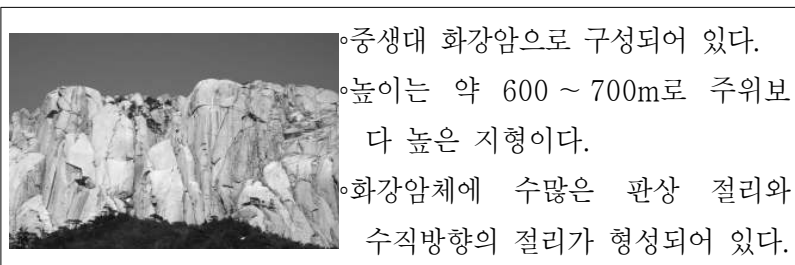 ◦중생대 화강암으로 구성되어 있다.
◦높이는 약 600 ~ 700m로 주위보
다 높은 지형이다.
◦화강암체에 수많은 판상 절리와
수직방향의 절리가 형성되어 있다.